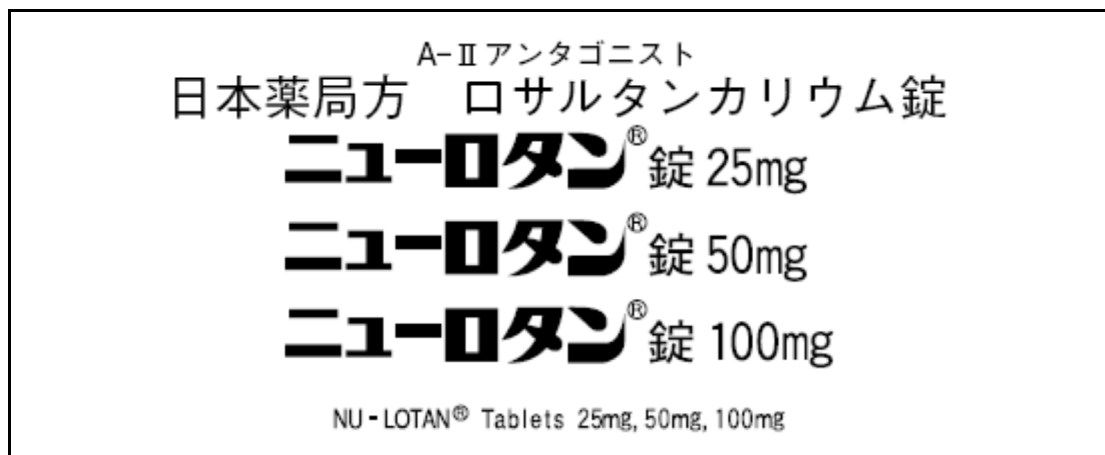 A-Ⅱアンタゴニスト
日本薬局方　ロサルタンカリウム錠
ニューロタン®錠 25mg
ニューロタン®錠 50mg
ニューロタン®錠 100mg
NU-LOTAN® Tablets 25mg, 50mg, 100mg